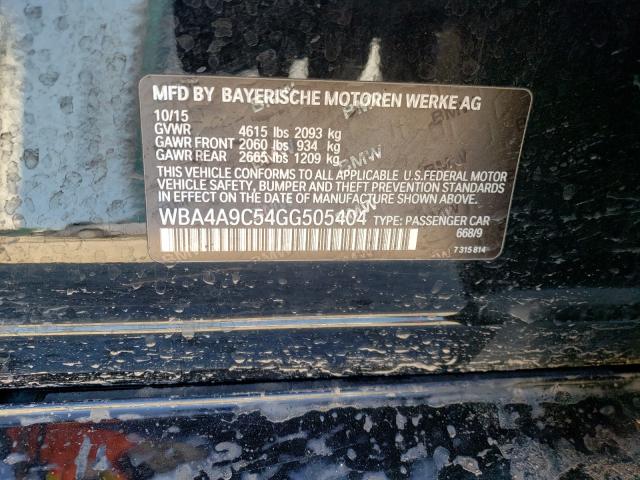 MFD BY BAYERISCHE MOTOREN WERKE AG
10/15
GVWR 4615 lbs 2093 kg
GAWR FRONT 2060 lbs 934 kg
GAWR REAR 2665 lbs 1209 kg
THIS VEHICLE CONFORMS TO ALL APPLICABLE U.S.FEDERAL MOTOR
VEHICLE SAFETY, BUMPER AND THEFT PREVENTION STANDARDS
IN EFFECT ON THE DATE OF MANUFACTURE SHOWN ABOVE.
WBA4A9C54GG505404 TYPE: PASSENGER CAR
668/9
7 315 814